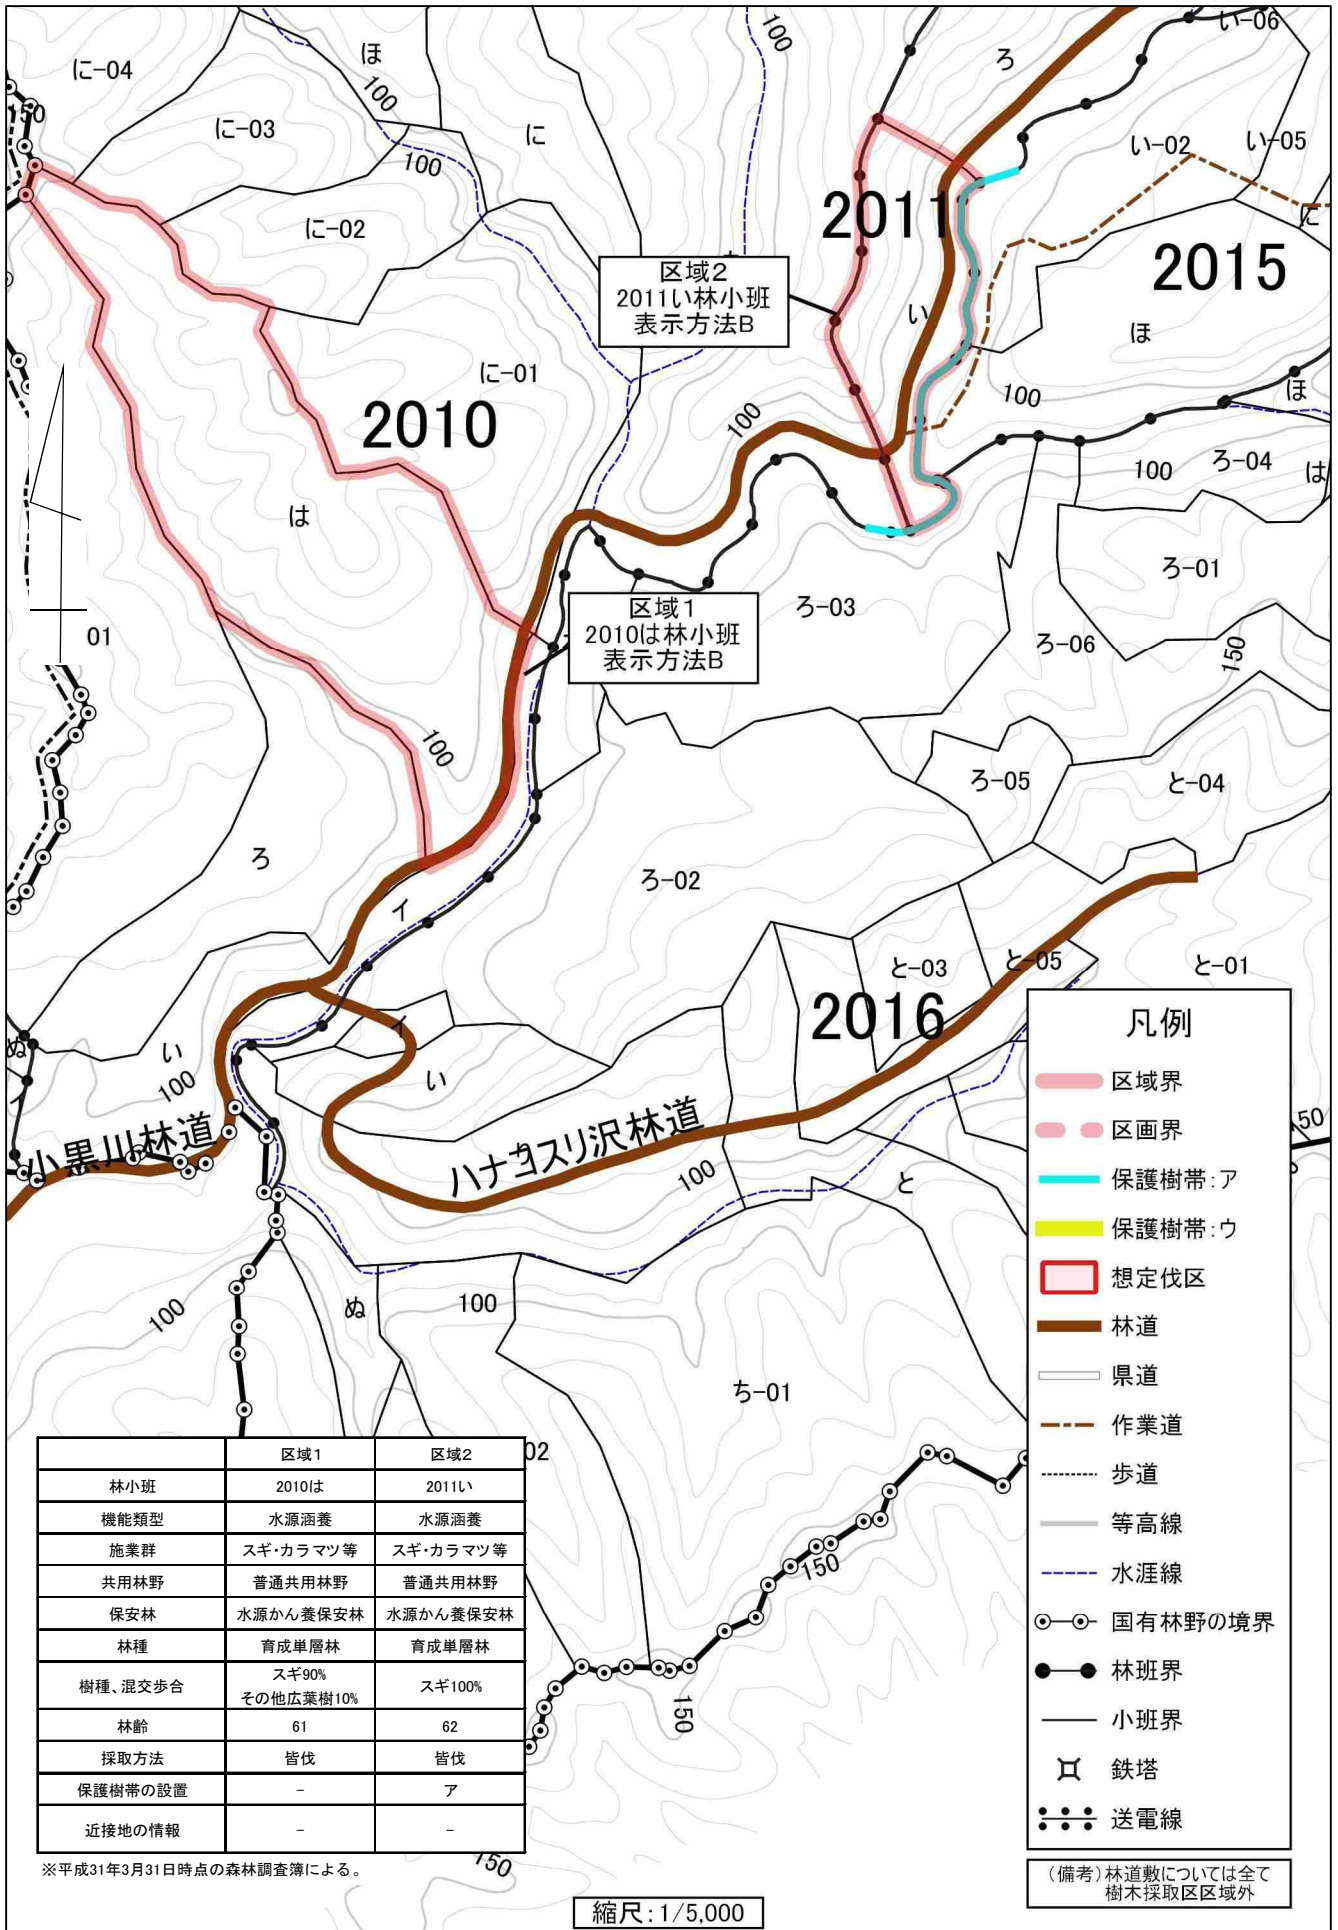 に-04
ほ
に-03
に
100
100
100
150
ろ
い-06
い-02
い-05
に
に-02
2011
2015
区域2
2011い林小班
表示方法B
い
ほ
に-01
2010
100
100
ほ
100
ろ-04
は
は
ろ-01
区域1
2010は林小班
表示方法B
ろ-03
01
ろ-06
150
100
ろ-05
と-04
ろ
ろ-02
イ
と-03
と-05
と-01
2016
ぬ
イ
い
100
イ
い
小黒川林道
ハナコスリ沢林道
100
と
150
100
ぬ
100
ち-01
02
150
150
150
凡例
区域界
区画界
保護樹帯:ア
保護樹帯:ウ
想定伐区
林道
県道
作業道
歩道
等高線
水涯線
国有林野の境界
林班界
小班界
鉄塔
送電線
(備考)林道敷については全て
樹木採取区区域外
区域1 区域2
林小班 2010は 2011い
機能類型 水源涵養 水源涵養
施業群 スギ・カラマツ等 スギ・カラマツ等
共用林野 普通共用林野 普通共用林野
保安林 水源かん養保安林 水源かん養保安林
林種 育成単層林 育成単層林
樹種、混交歩合 スギ90% その他広葉樹10% スギ100%
林齢 61 62
採取方法 皆伐 皆伐
保護樹帯の設置 - ア
近接地の情報 - -
※平成31年3月31日時点の森林調査簿による。
縮尺:1/5,000